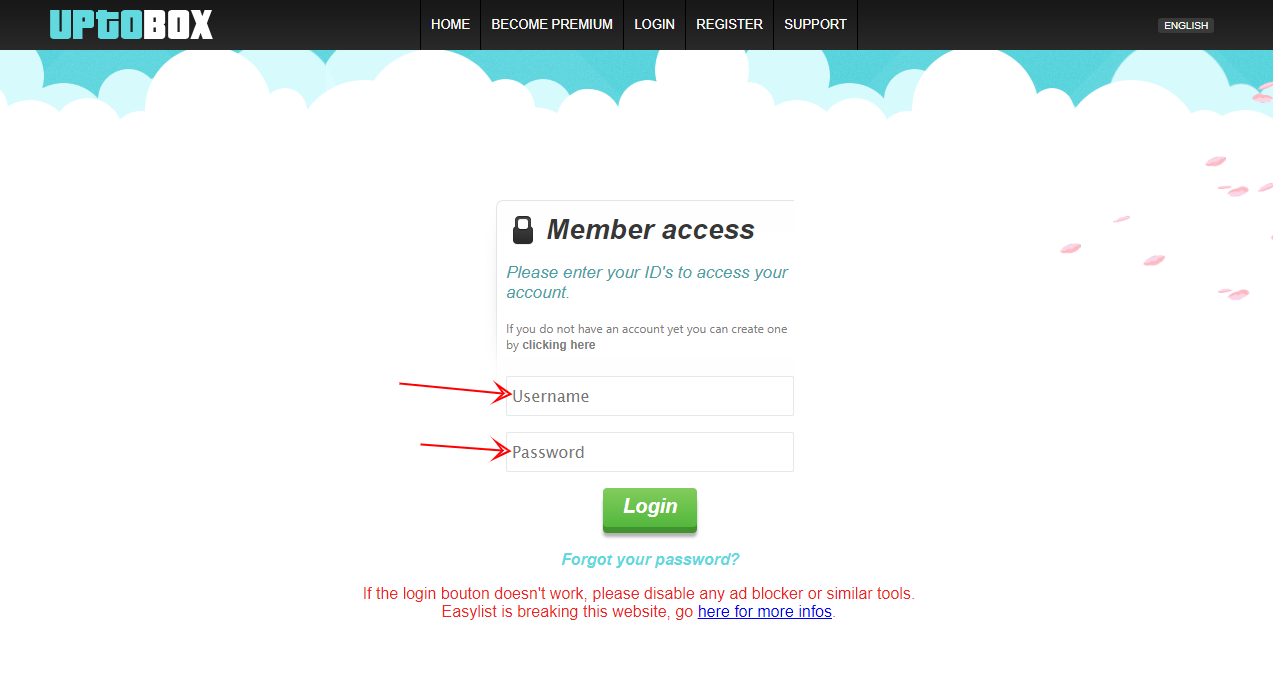 UPtOBOX
HOME
BECOME PREMIUM
LOGIN
REGISTER
SUPPORT
ENGLISH
Member access
Please enter your ID's to access your
account.
If you do not have an account yet you can create one
by clicking here
Username
Password
Login
Forgot your password?
If the login bouton doesn't work, please disable any ad blocker or similar tools.
Easylist is breaking this website, go here for more infos.